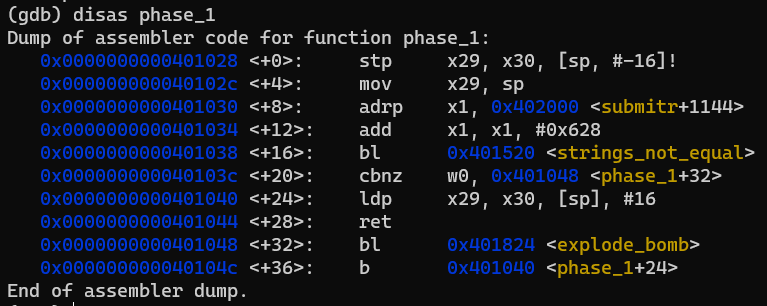 (gdb) disas phase_1
Dump of assembler code for function phase_1:
   0x0000000000401028 <+0>:     stp     x29, x30, [sp, #-16]!
   0x000000000040102c <+4>:     mov     x29, sp
   0x0000000000401030 <+8>:     adrp    x1, 0x402000 <submitr+1144>
   0x0000000000401034 <+12>:    add     x1, x1, #0x628
   0x0000000000401038 <+16>:    bl      0x401520 <strings_not_equal>
   0x000000000040103c <+20>:    cbnz    w0, 0x401048 <phase_1+32>
   0x0000000000401040 <+24>:    ldp     x29, x30, [sp], #16
   0x0000000000401044 <+28>:    ret
   0x0000000000401048 <+32>:    bl      0x401824 <explode_bomb>
   0x000000000040104c <+36>:    b       0x401040 <phase_1+24>
End of assembler dump.